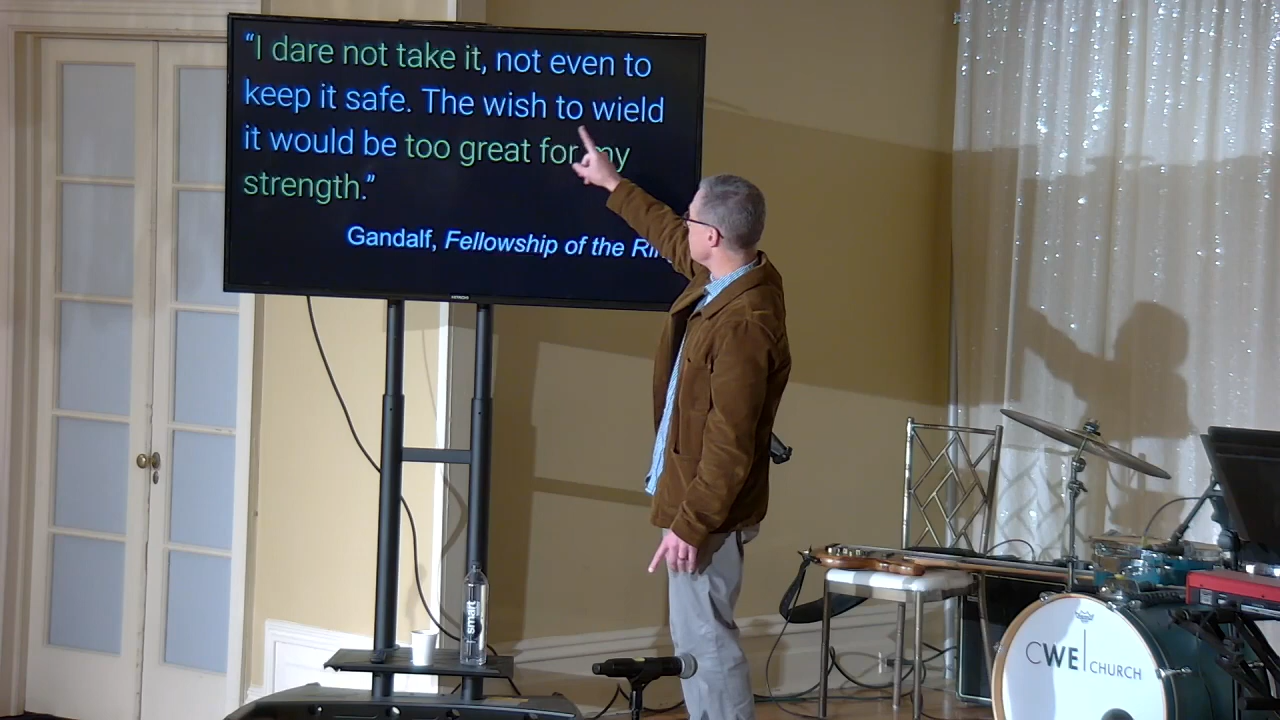 “I dare not take it, not even to
keep it safe. The wish to wield
it would be too great for my
strength.”
Gandalf, Fellowship of the
smart
CWE|CHURCH